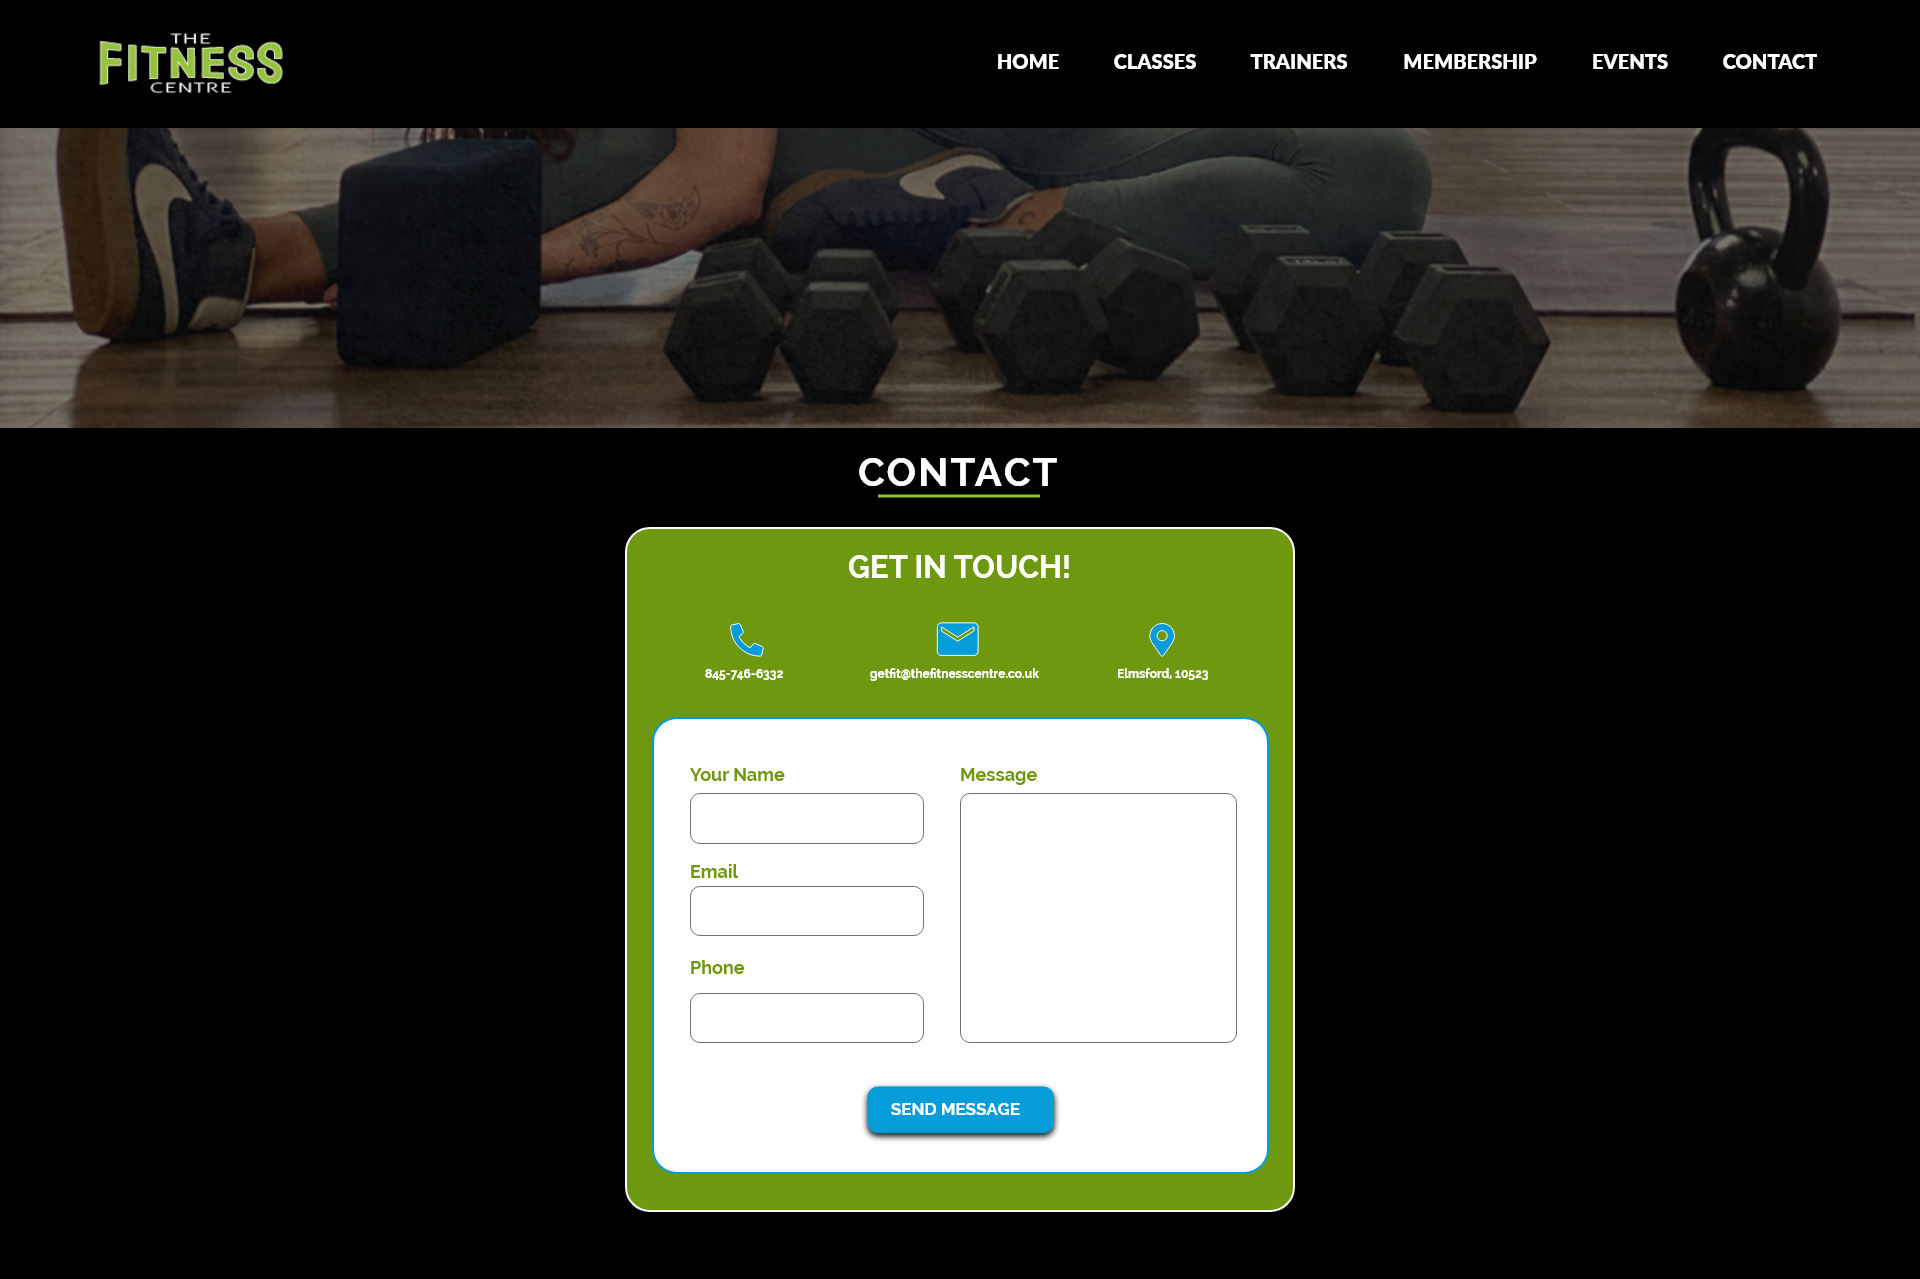 THE
FITNESS
CENTRE
HOME CLASSES TRAINERS MEMBERSHIP EVENTS CONTACT
CONTACT
GET IN TOUCH!
845-746-6332 getfit@thefitnesscentre.co.uk Elmsford, 10523
Your Name Message
Email
Phone
SEND MESSAGE